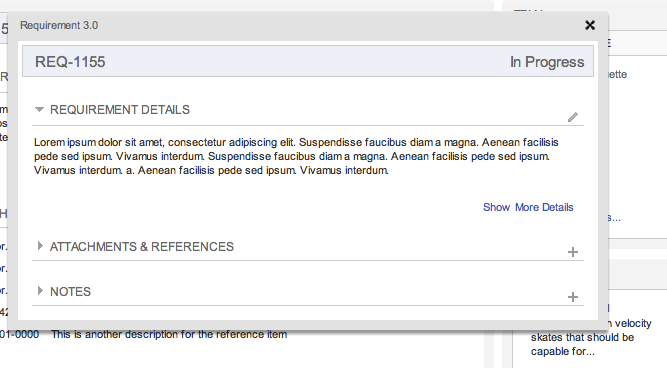 Requirement 3.0
REQ-1155
In Progress
REQUIREMENT DETAILS
Lorem ipsum dolor sit amet, consectetur adipiscing elit. Suspendisse faucibus diam a magna. Aenean facilisis
pede sed ipsum. Vivamus interdum. Suspendisse faucibus diam a magna. Aenean facilisis pede sed ipsum.
Vivamus interdum. a. Aenean facilisis pede sed ipsum. Vivamus interdum.
Show More Details
ATTACHMENTS & REFERENCES
NOTES
01-0000 This is another description for the reference item
velocity
skates that should be
capable for...